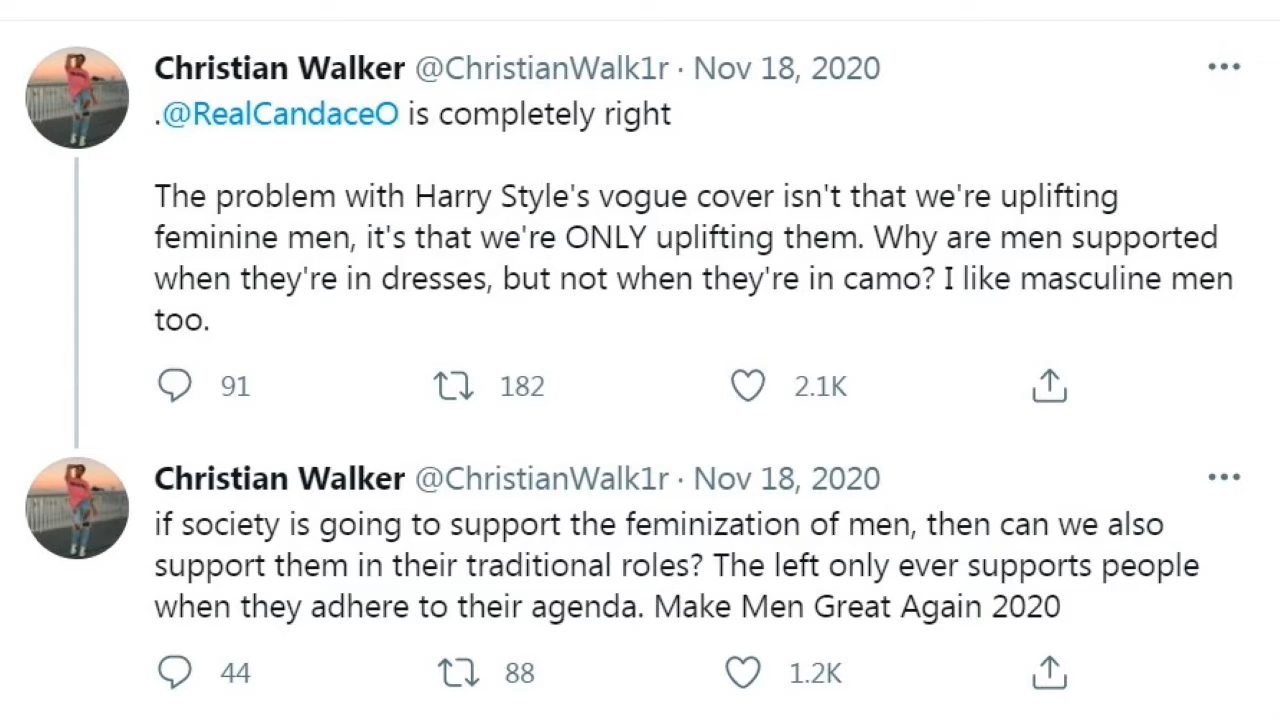 Christian Walker @ChristianWalk1r · Nov 18, 2020
.@RealCandaceO is completely right
The problem with Harry Style's vogue cover isn't that we're uplifting
feminine men, it's that we're ONLY uplifting them. Why are men supported
when they're in dresses, but not when they're in camo? I like masculine men
too.
91 182 2.1K
Christian Walker @ChristianWalk1r · Nov 18, 2020
if society is going to support the feminization of men, then can we also
support them in their traditional roles? The left only ever supports people
when they adhere to their agenda. Make Men Great Again 2020
44 88 1.2K